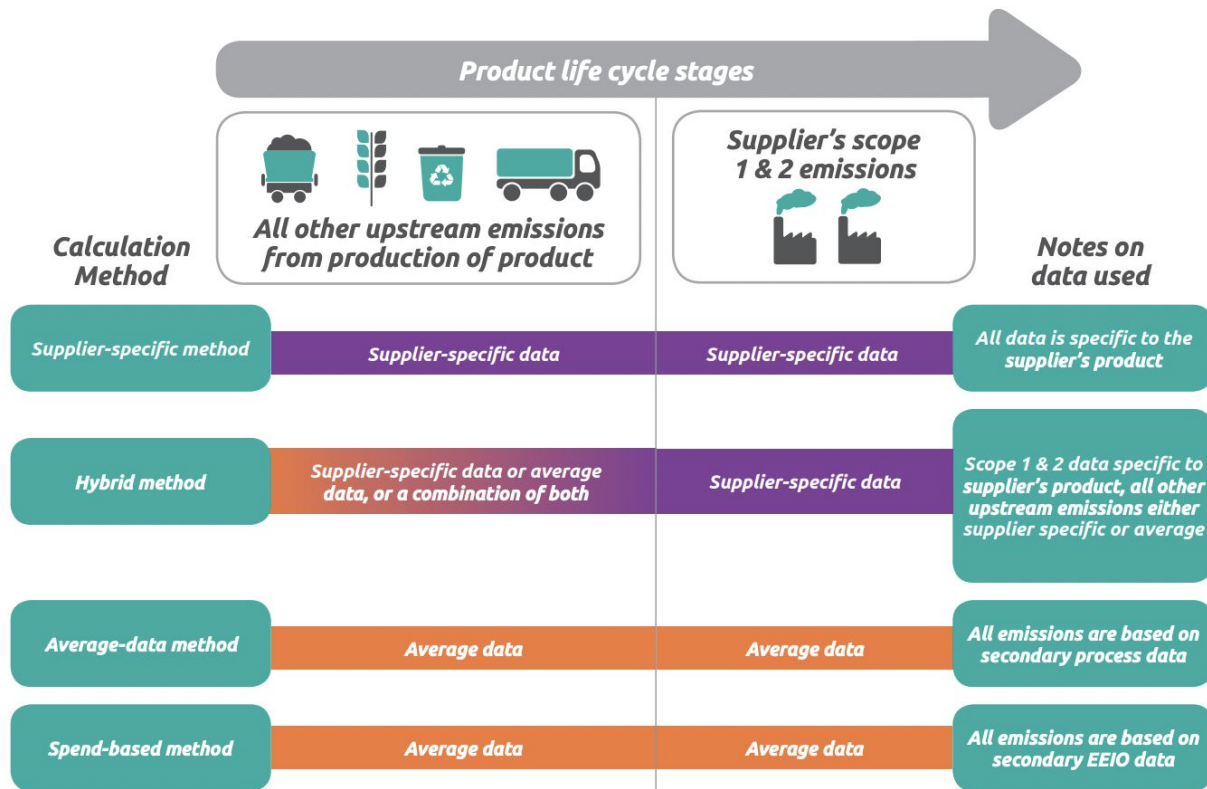 Product life cycle stages
All other upstream emissions
from production of product
Supplier's scope
1 & 2 emissions
Calculation
Method
Notes on
data used
Supplier-specific method
Supplier-specific data
Supplier-specific data
All data is specific to the
supplier's product
Hybrid method
Supplier-specific data or average
data, or a combination of both
Supplier-specific data
Scope 1 & 2 data specific to
supplier's product, all other
upstream emissions either
supplier specific or average
Average-data method
Average data
Average data
All emissions are based on
secondary process data
Spend-based method
Average data
Average data
All emissions are based on
secondary EEIO data